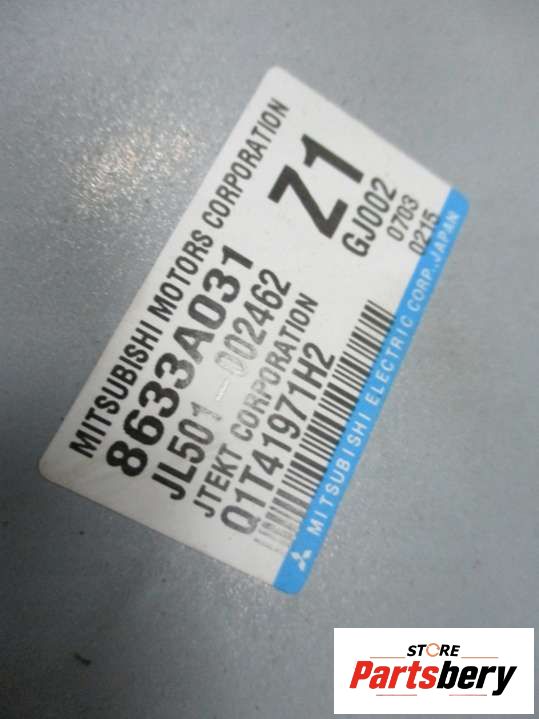 MITSUBISHI MOTORS CORPORATION
8633A031
Z1
JL501-002462
GJ002
JTEKT CORPORATION
0703
Q1T41971H2
0215
MITSUBISHI ELECTRIC CORP. JAPAN
STORE
Partsbery